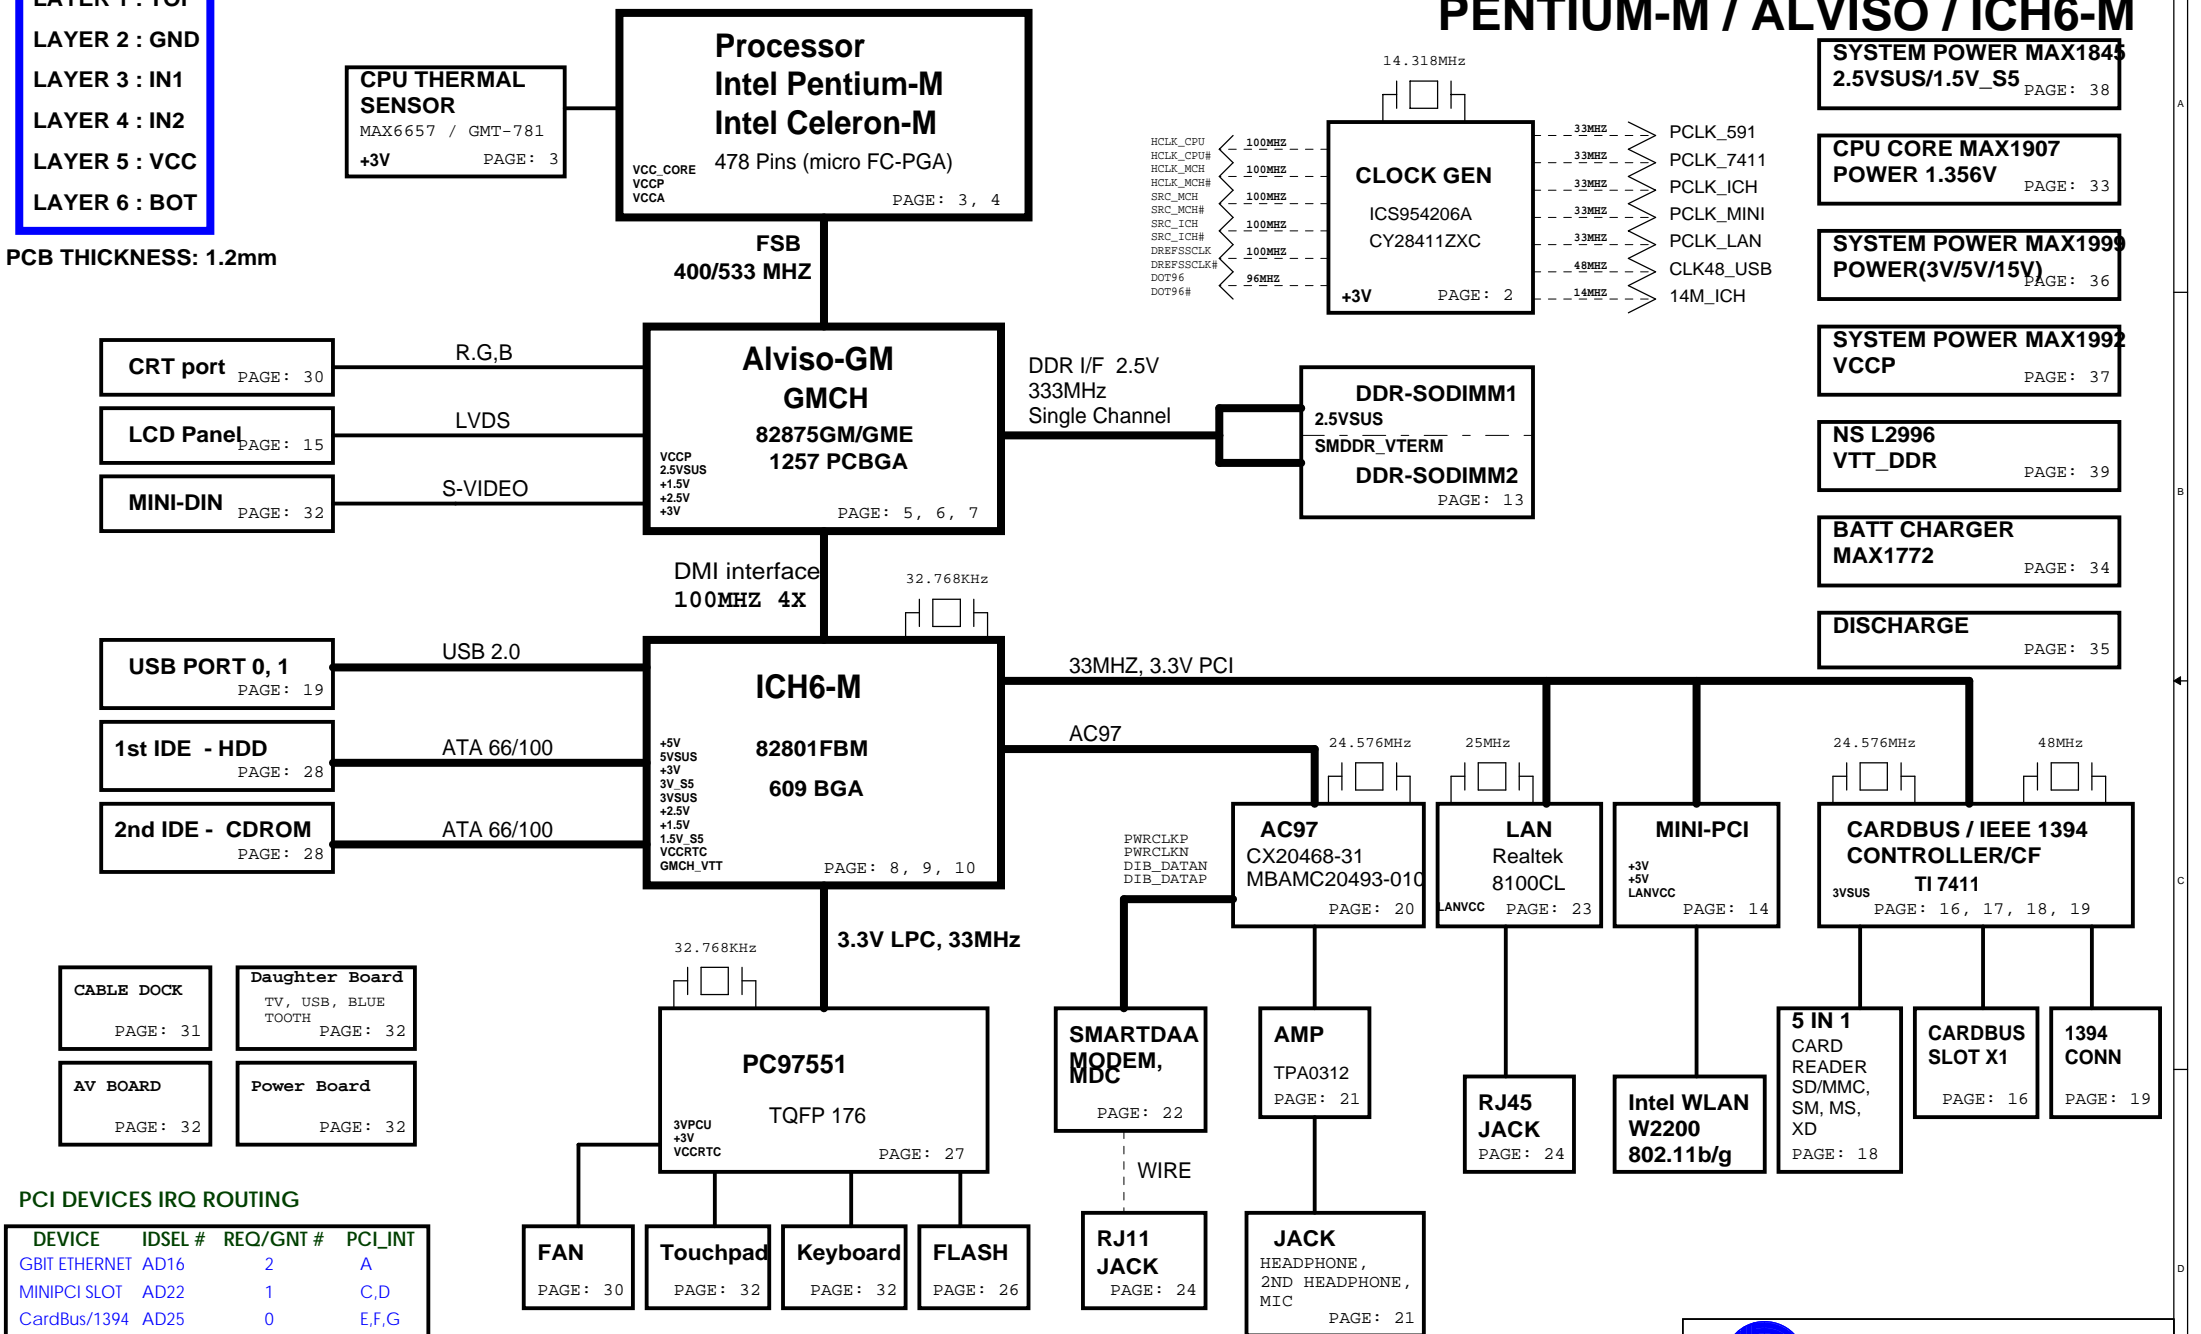 LAYER 1 : TOP
LAYER 2 : GND
LAYER 3 : IN1
LAYER 4 : IN2
LAYER 5 : VCC
LAYER 6 : BOT
PCB THICKNESS: 1.2mm
CPU THERMAL
SENSOR
MAX6657 / GMT-781
+3V PAGE: 3
Processor
Intel Pentium-M
Intel Celeron-M
478 Pins (micro FC-PGA)
VCC_CORE
VCCP
VCCA
PAGE: 3, 4
FSB
400/533 MHZ
PENTIUM-M / ALVISO / ICH6-M
14.318MHz
HCLK_CPU
HCLK_CPU#
HCLK_MCH
HCLK_MCH#
SRC_MCH
SRC_MCH#
SRC_ICH
SRC_ICH#
DREFSSCLK
DREFSSCLK#
DOT96
DOT96#
100MHZ
100MHZ
100MHZ
100MHZ
100MHZ
96MHZ
CLOCK GEN
ICS954206A
CY28411ZXC
+3V PAGE: 2
33MHZ PCLK_591
33MHZ PCLK_7411
33MHZ PCLK_ICH
33MHZ PCLK_MINI
33MHZ PCLK_LAN
48MHZ CLK48_USB
14MHZ 14M_ICH
SYSTEM POWER MAX1845
2.5VSUS/1.5V_S5
PAGE: 38
CPU CORE MAX1907
POWER 1.356V
PAGE: 33
SYSTEM POWER MAX1999
POWER(3V/5V/15V)
PAGE: 36
SYSTEM POWER MAX1992
VCCP
PAGE: 37
NS L2996
VTT_DDR
PAGE: 39
BATT CHARGER
MAX1772
PAGE: 34
DISCHARGE
PAGE: 35
CRT port PAGE: 30
R.G,B
LCD Panel PAGE: 15
LVDS
MINI-DIN PAGE: 32
S-VIDEO
Alviso-GM
GMCH
82875GM/GME
1257 PCBGA
VCCP
2.5VSUS
+1.5V
+2.5V
+3V
PAGE: 5, 6, 7
DDR I/F 2.5V
333MHz
Single Channel
DDR-SODIMM1
2.5VSUS
SMDDR_VTERM
DDR-SODIMM2
PAGE: 13
DMI interface
100MHZ 4X
32.768KHz
USB PORT 0, 1
PAGE: 19
USB 2.0
1st IDE - HDD
PAGE: 28
ATA 66/100
2nd IDE - CDROM
PAGE: 28
ATA 66/100
ICH6-M
82801FBM
609 BGA
+5V
5VSUS
+3V
3V_S5
3VSUS
+2.5V
+1.5V
1.5V_S5
VCCRTC
GMCH_VTT
PAGE: 8, 9, 10
33MHZ, 3.3V PCI
AC97
24.576MHz
25MHz
24.576MHz
48MHz
PWRCLKP
PWRCLKN
DIB_DATAN
DIB_DATAP
AC97
CX20468-31
MBAMC20493-010
PAGE: 20
LAN
Realtek
8100CL
LANVCC PAGE: 23
MINI-PCI
+3V
+5V
LANVCC
PAGE: 14
CARDBUS / IEEE 1394
CONTROLLER/CF
TI 7411
3VSUS
PAGE: 16, 17, 18, 19
3.3V LPC, 33MHz
32.768KHz
CABLE DOCK
PAGE: 31
Daughter Board
TV, USB, BLUE
TOOTH
PAGE: 32
AV BOARD
PAGE: 32
Power Board
PAGE: 32
PC97551
TQFP 176
3VPCU
+3V
VCCRTC
PAGE: 27
SMARTDAA
MODEM,
MDC
PAGE: 22
WIRE
AMP
TPA0312
PAGE: 21
RJ45
JACK
PAGE: 24
Intel WLAN
W2200
802.11b/g
5 IN 1
CARD
READER
SD/MMC,
SM, MS,
XD
PAGE: 18
CARDBUS
SLOT X1
PAGE: 16
1394
CONN
PAGE: 19
FAN
PAGE: 30
Touchpad
PAGE: 32
Keyboard
PAGE: 32
FLASH
PAGE: 26
RJ11
JACK
PAGE: 24
JACK
HEADPHONE,
2ND HEADPHONE,
MIC
PAGE: 21
PCI DEVICES IRQ ROUTING
DEVICE IDSEL # REQ/GNT # PCI_INT
GBIT ETHERNET AD16 2 A
MINIPCI SLOT AD22 1 C,D
CardBus/1394 AD25 0 E,F,G
A
B
C
D